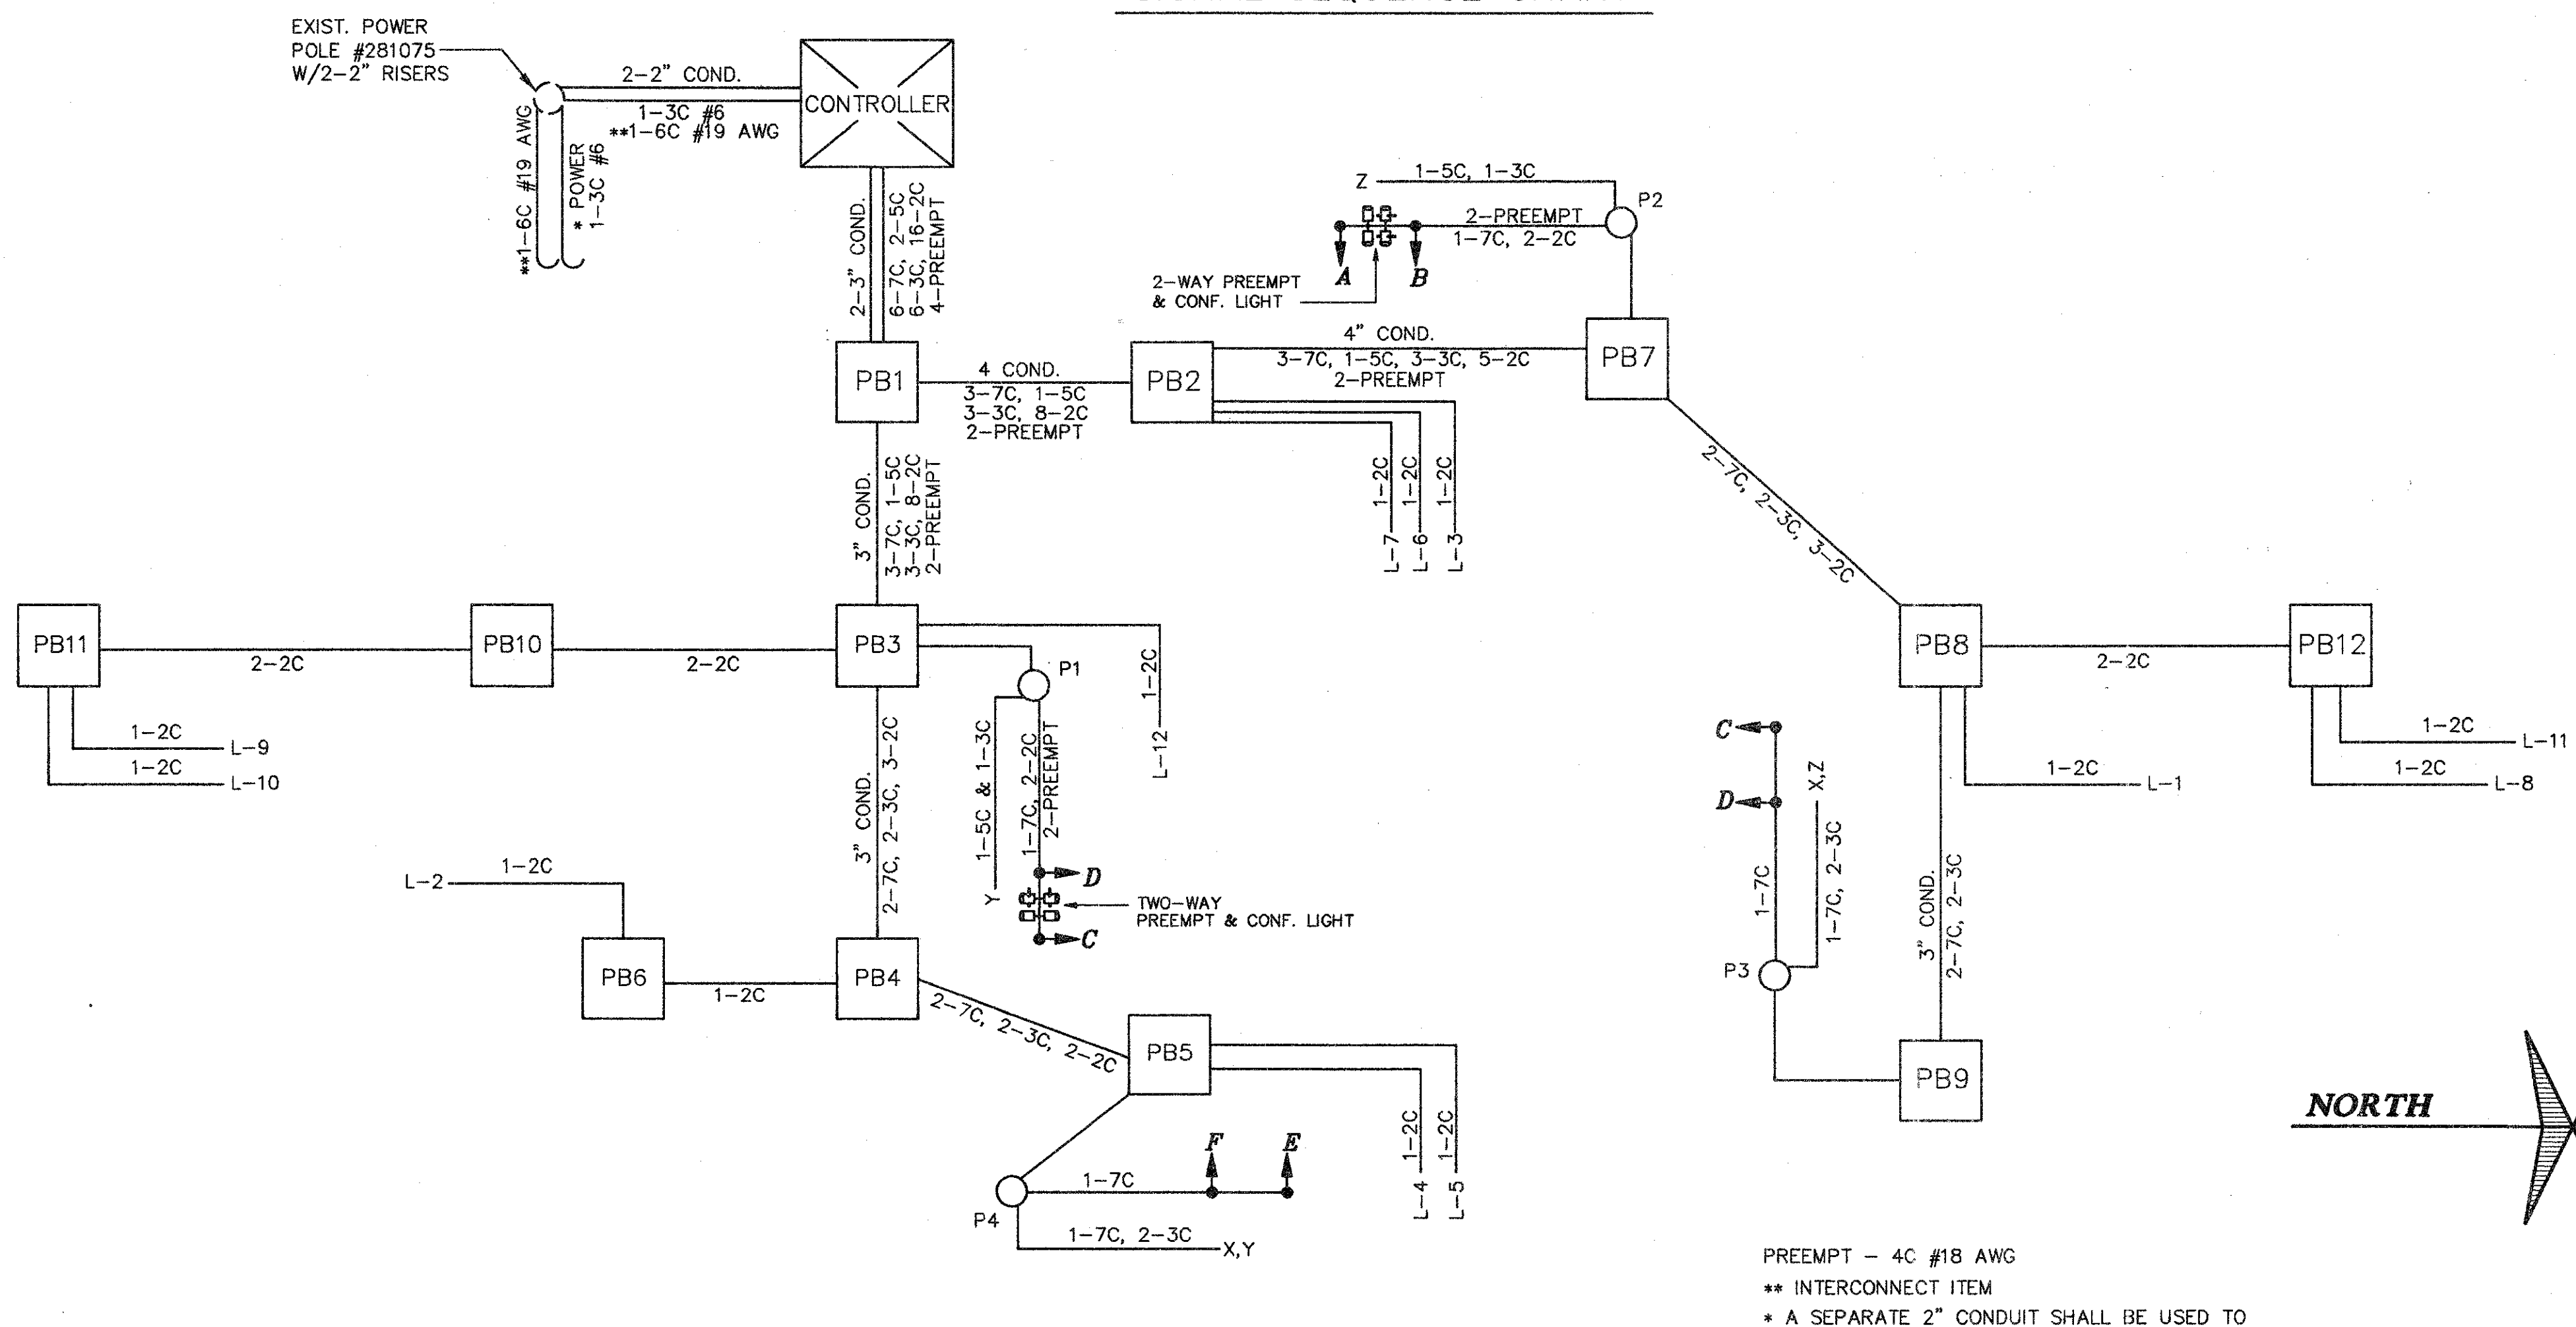 EXIST. POWER
POLE #281075
W/2-2" RISERS
2-2" COND.
1-3C #6
**1-6C #19 AWG
CONTROLLER
**1-6C #19 AWG
* POWER
1-3C #6
2-3" COND.
6-7C, 2-5C
6-3C, 16-2C
4-PREEMPT
Z
1-5C, 1-3C
P2
2-PREEMPT
1-7C, 2-2C
A
B
2-WAY PREEMPT
& CONF. LIGHT
PB1
4 COND.
3-7C, 1-5C
3-3C, 8-2C
2-PREEMPT
PB2
4" COND.
3-7C, 1-5C, 3-3C, 5-2C
2-PREEMPT
PB7
1-2C
1-2C
1-2C
L-7
L-6
L-3
2-7C, 2-3C, 3-2C
3" COND.
3-7C, 1-5C
3-3C, 8-2C
2-PREEMPT
PB11
2-2C
PB10
2-2C
PB3
P1
1-2C
L-12
PB8
2-2C
PB12
1-2C
L-9
1-2C
L-10
3" COND.
2-7C, 2-3C, 3-2C
1-5C & 1-3C
Y
1-7C, 2-2C
2-PREEMPT
D
TWO-WAY
PREEMPT & CONF. LIGHT
C
C
D
X,Z
1-7C
1-7C, 2-3C
P3
3" COND.
2-7C, 2-3C
1-2C
L-1
1-2C
L-11
1-2C
L-8
L-2
1-2C
PB6
1-2C
PB4
2-7C, 2-3C, 2-2C
PB5
PB9
1-2C
1-2C
L-4
L-5
F
E
1-7C
P4
1-7C, 2-3C
X,Y
NORTH
PREEMPT - 4C #18 AWG
** INTERCONNECT ITEM
* A SEPARATE 2" CONDUIT SHALL BE USED TO